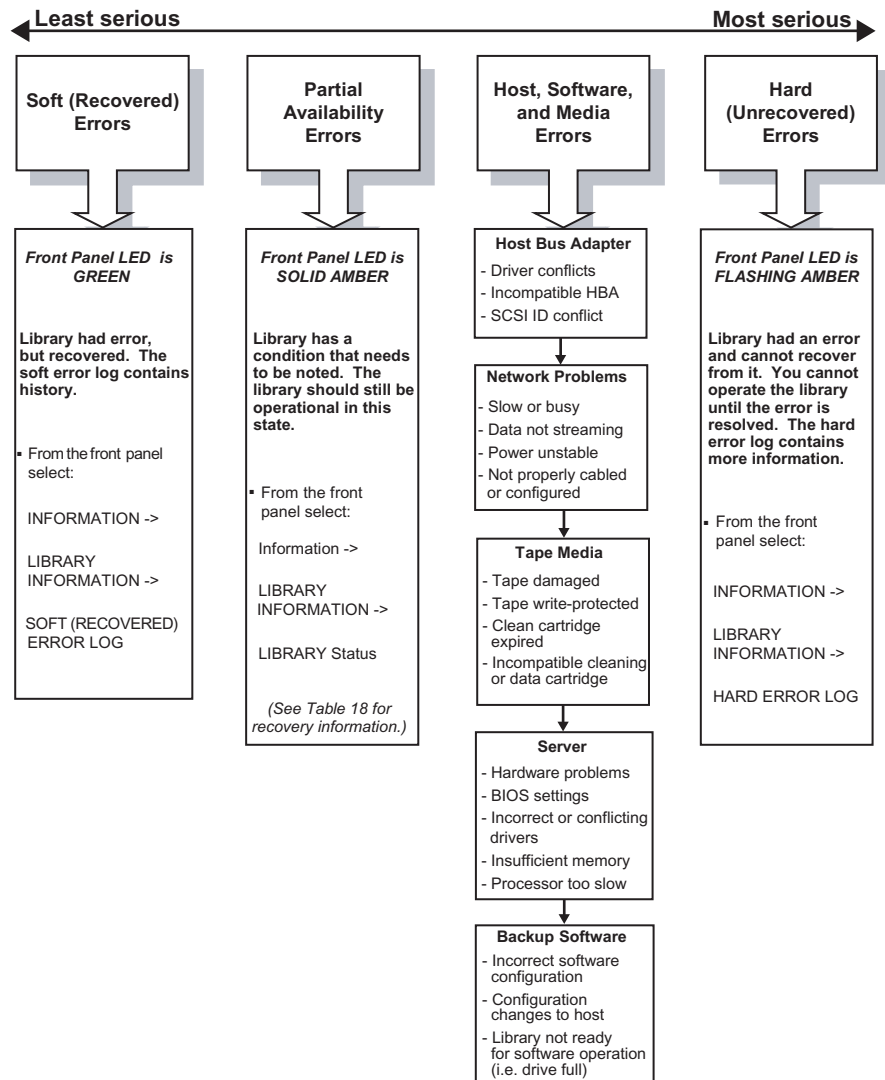 Least serious
Most serious
Soft (Recovered)
Errors
Partial
Availability
Errors
Host, Software,
and Media
Errors
Hard
(Unrecovered)
Errors
Front Panel LED is
GREEN
Library had error,
but recovered. The
soft error log contains
history.
▪ From the front panel
select:
INFORMATION ->
LIBRARY
INFORMATION ->
SOFT (RECOVERED)
ERROR LOG
Front Panel LED is
SOLID AMBER
Library has a
condition that needs
to be noted. The
library should still be
operational in this
state.
▪ From the front
panel select:
Information ->
LIBRARY
INFORMATION ->
LIBRARY Status
(See Table 18 for
recovery information.)
Host Bus Adapter
- Driver conflicts
- Incompatible HBA
- SCSI ID conflict
Network Problems
- Slow or busy
- Data not streaming
- Power unstable
- Not properly cabled
or configured
Tape Media
- Tape damaged
- Tape write-protected
- Clean cartridge
expired
- Incompatible cleaning
or data cartridge
Server
- Hardware problems
- BIOS settings
- Incorrect or conflicting
drivers
- Insufficient memory
- Processor too slow
Backup Software
- Incorrect software
configuration
- Configuration
changes to host
- Library not ready
for software operation
(i.e. drive full)
Front Panel LED is
FLASHING AMBER
Library had an error
and cannot recover
from it. You cannot
operate the library
until the error is
resolved. The hard
error log contains
more information.
▪ From the front
panel select:
INFORMATION ->
LIBRARY
INFORMATION ->
HARD ERROR LOG